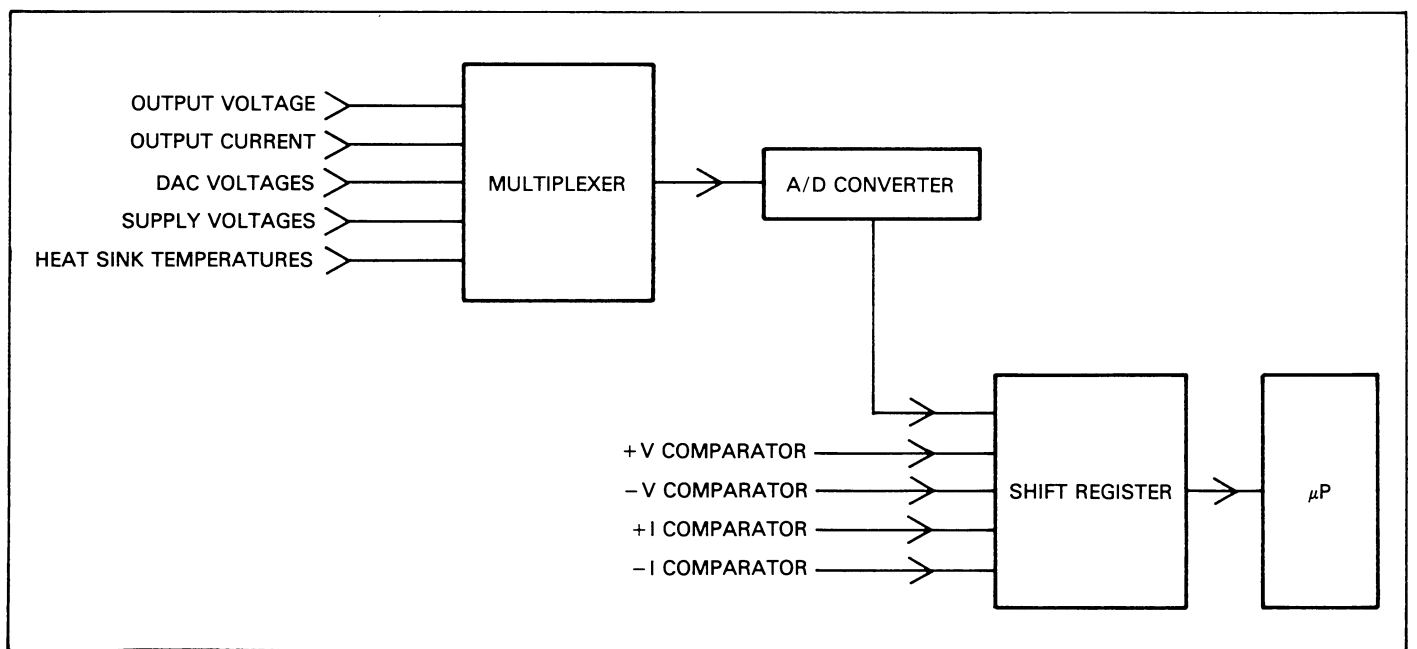 OUTPUT VOLTAGE
OUTPUT CURRENT
DAC VOLTAGES
SUPPLY VOLTAGES
HEAT SINK TEMPERATURES
MULTIPLEXER
A/D CONVERTER
+V COMPARATOR
−V COMPARATOR
+I COMPARATOR
−I COMPARATOR
SHIFT REGISTER
μP